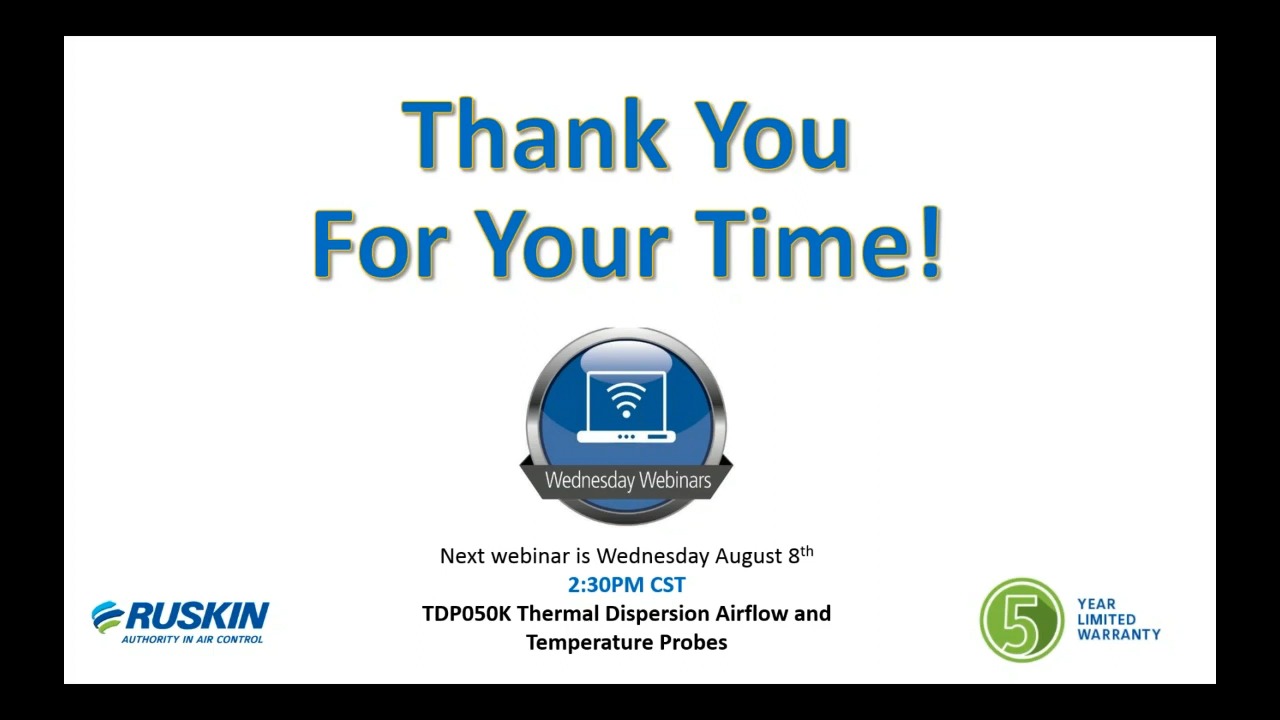 Thank You
For Your Time!
Wednesday Webinars
Next webinar is Wednesday August 8th
2:30PM CST
TDP050K Thermal Dispersion Airflow and
Temperature Probes
RUSKIN
AUTHORITY IN AIR CONTROL
5
YEAR
LIMITED
WARRANTY